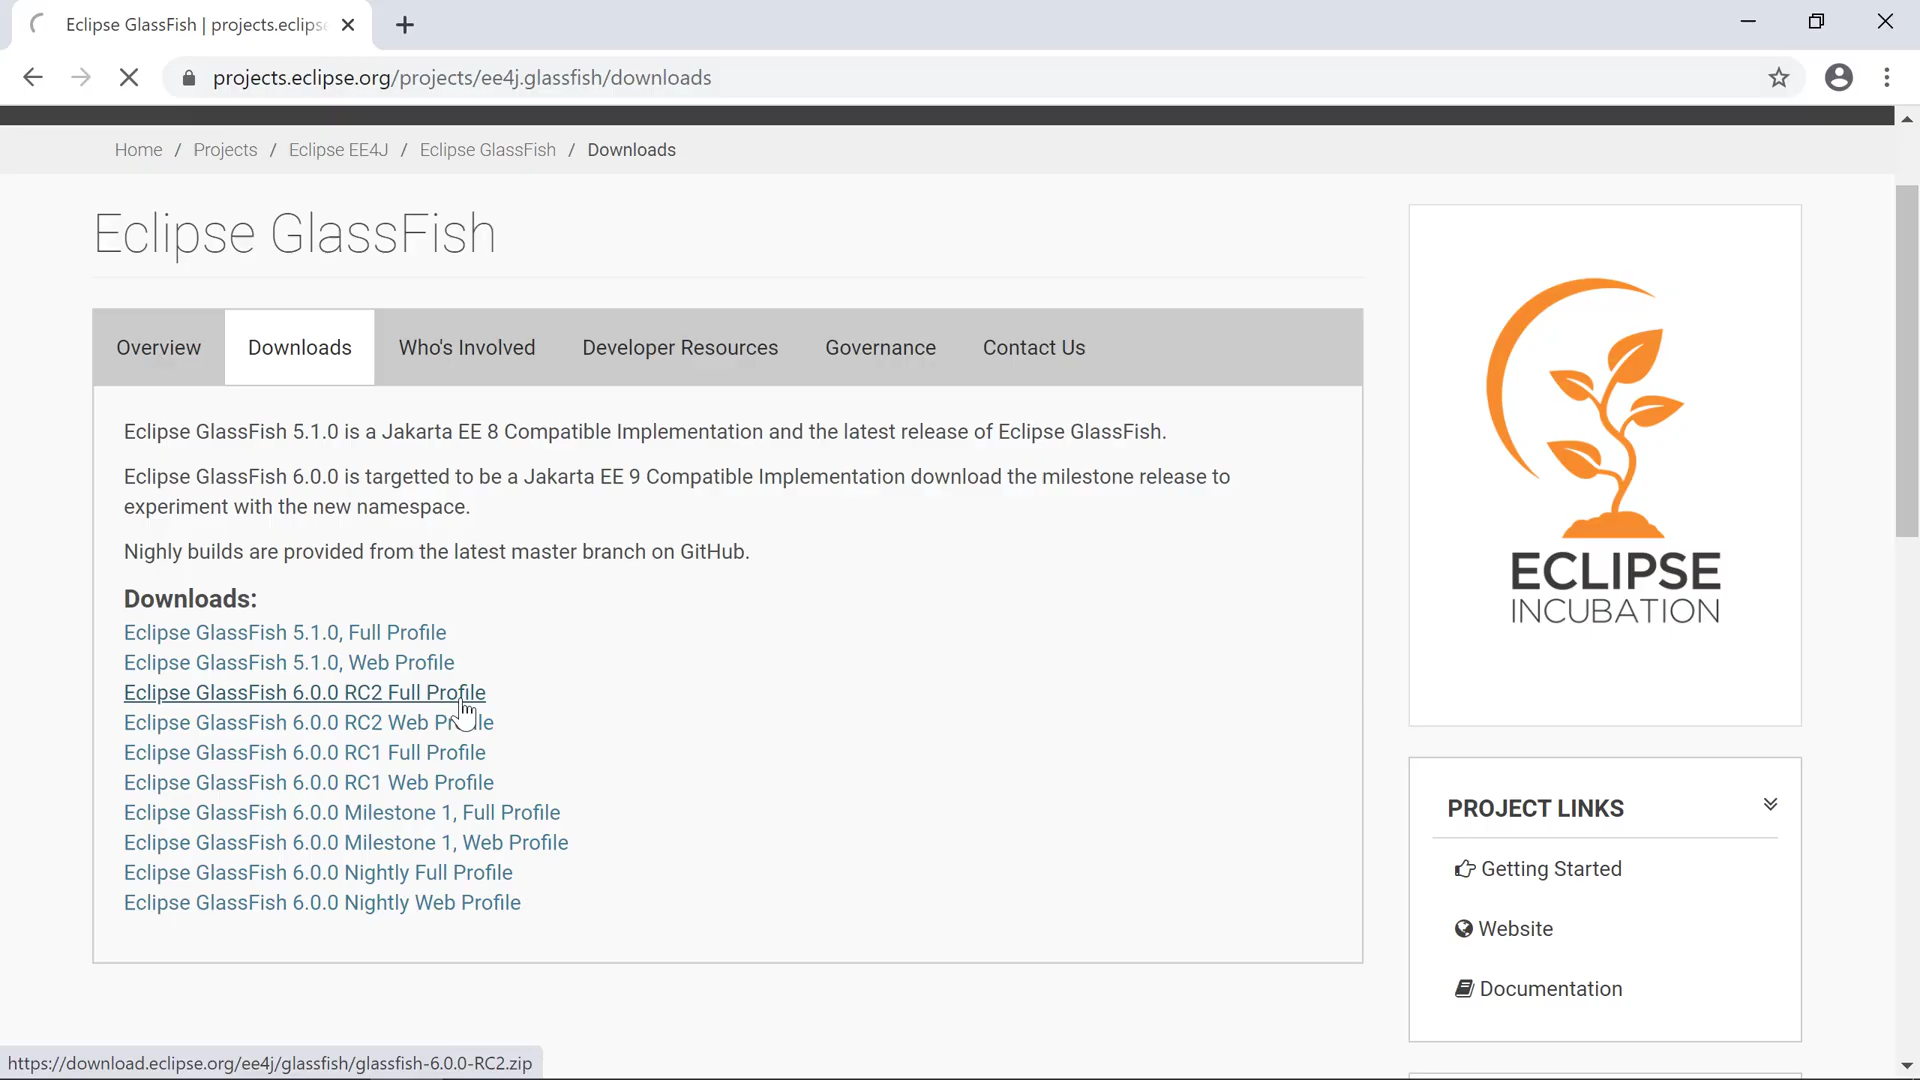 Eclipse GlassFish | projects.eclips
projects.eclipse.org/projects/ee4j.glassfish/downloads
Home / Projects / Eclipse EE4J / Eclipse GlassFish / Downloads
Eclipse GlassFish
Overview Downloads Who's Involved Developer Resources Governance Contact Us
Eclipse GlassFish 5.1.0 is a Jakarta EE 8 Compatible Implementation and the latest release of Eclipse GlassFish.
Eclipse GlassFish 6.0.0 is targetted to be a Jakarta EE 9 Compatible Implementation download the milestone release to
experiment with the new namespace.
Nighly builds are provided from the latest master branch on GitHub.
Downloads:
Eclipse GlassFish 5.1.0, Full Profile
Eclipse GlassFish 5.1.0, Web Profile
Eclipse GlassFish 6.0.0 RC2 Full Profile
Eclipse GlassFish 6.0.0 RC2 Web Profile
Eclipse GlassFish 6.0.0 RC1 Full Profile
Eclipse GlassFish 6.0.0 RC1 Web Profile
Eclipse GlassFish 6.0.0 Milestone 1, Full Profile
Eclipse GlassFish 6.0.0 Milestone 1, Web Profile
Eclipse GlassFish 6.0.0 Nightly Full Profile
Eclipse GlassFish 6.0.0 Nightly Web Profile
ECLIPSE
INCUBATION
PROJECT LINKS
Getting Started
Website
Documentation
https://download.eclipse.org/ee4j/glassfish/glassfish-6.0.0-RC2.zip